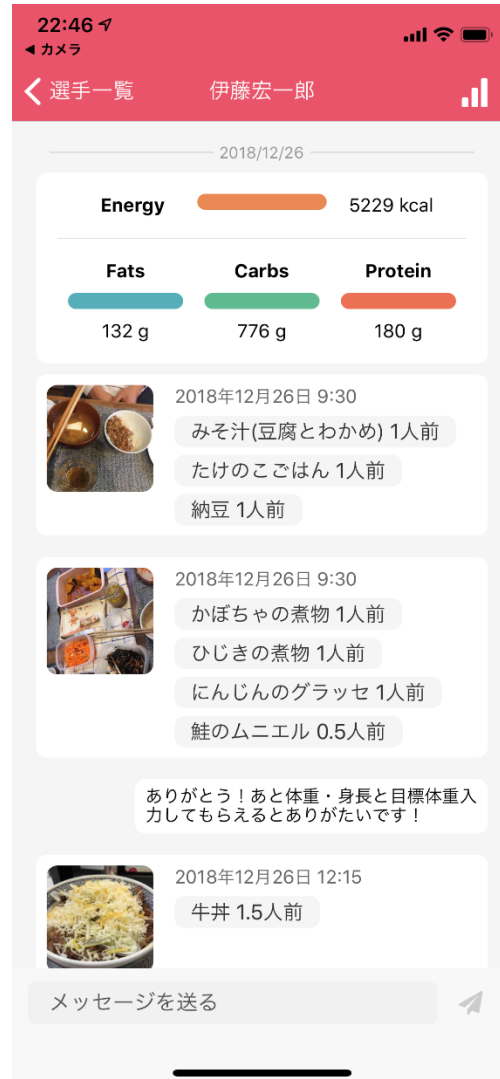 22:46
カメラ
選手一覧 伊藤宏一郎
2018/12/26
Energy 5229 kcal
Fats Carbs Protein
132 g 776 g 180 g
2018年12月26日 9:30
みそ汁(豆腐とわかめ) 1人前
たけのこごはん 1人前
納豆 1人前
2018年12月26日 9:30
かぼちゃの煮物 1人前
ひじきの煮物 1人前
にんじんのグラッセ 1人前
鮭のムニエル 0.5人前
ありがとう！あと体重・身長と目標体重入
力してもらえるとありがたいです！
2018年12月26日 12:15
牛丼 1.5人前
メッセージを送る